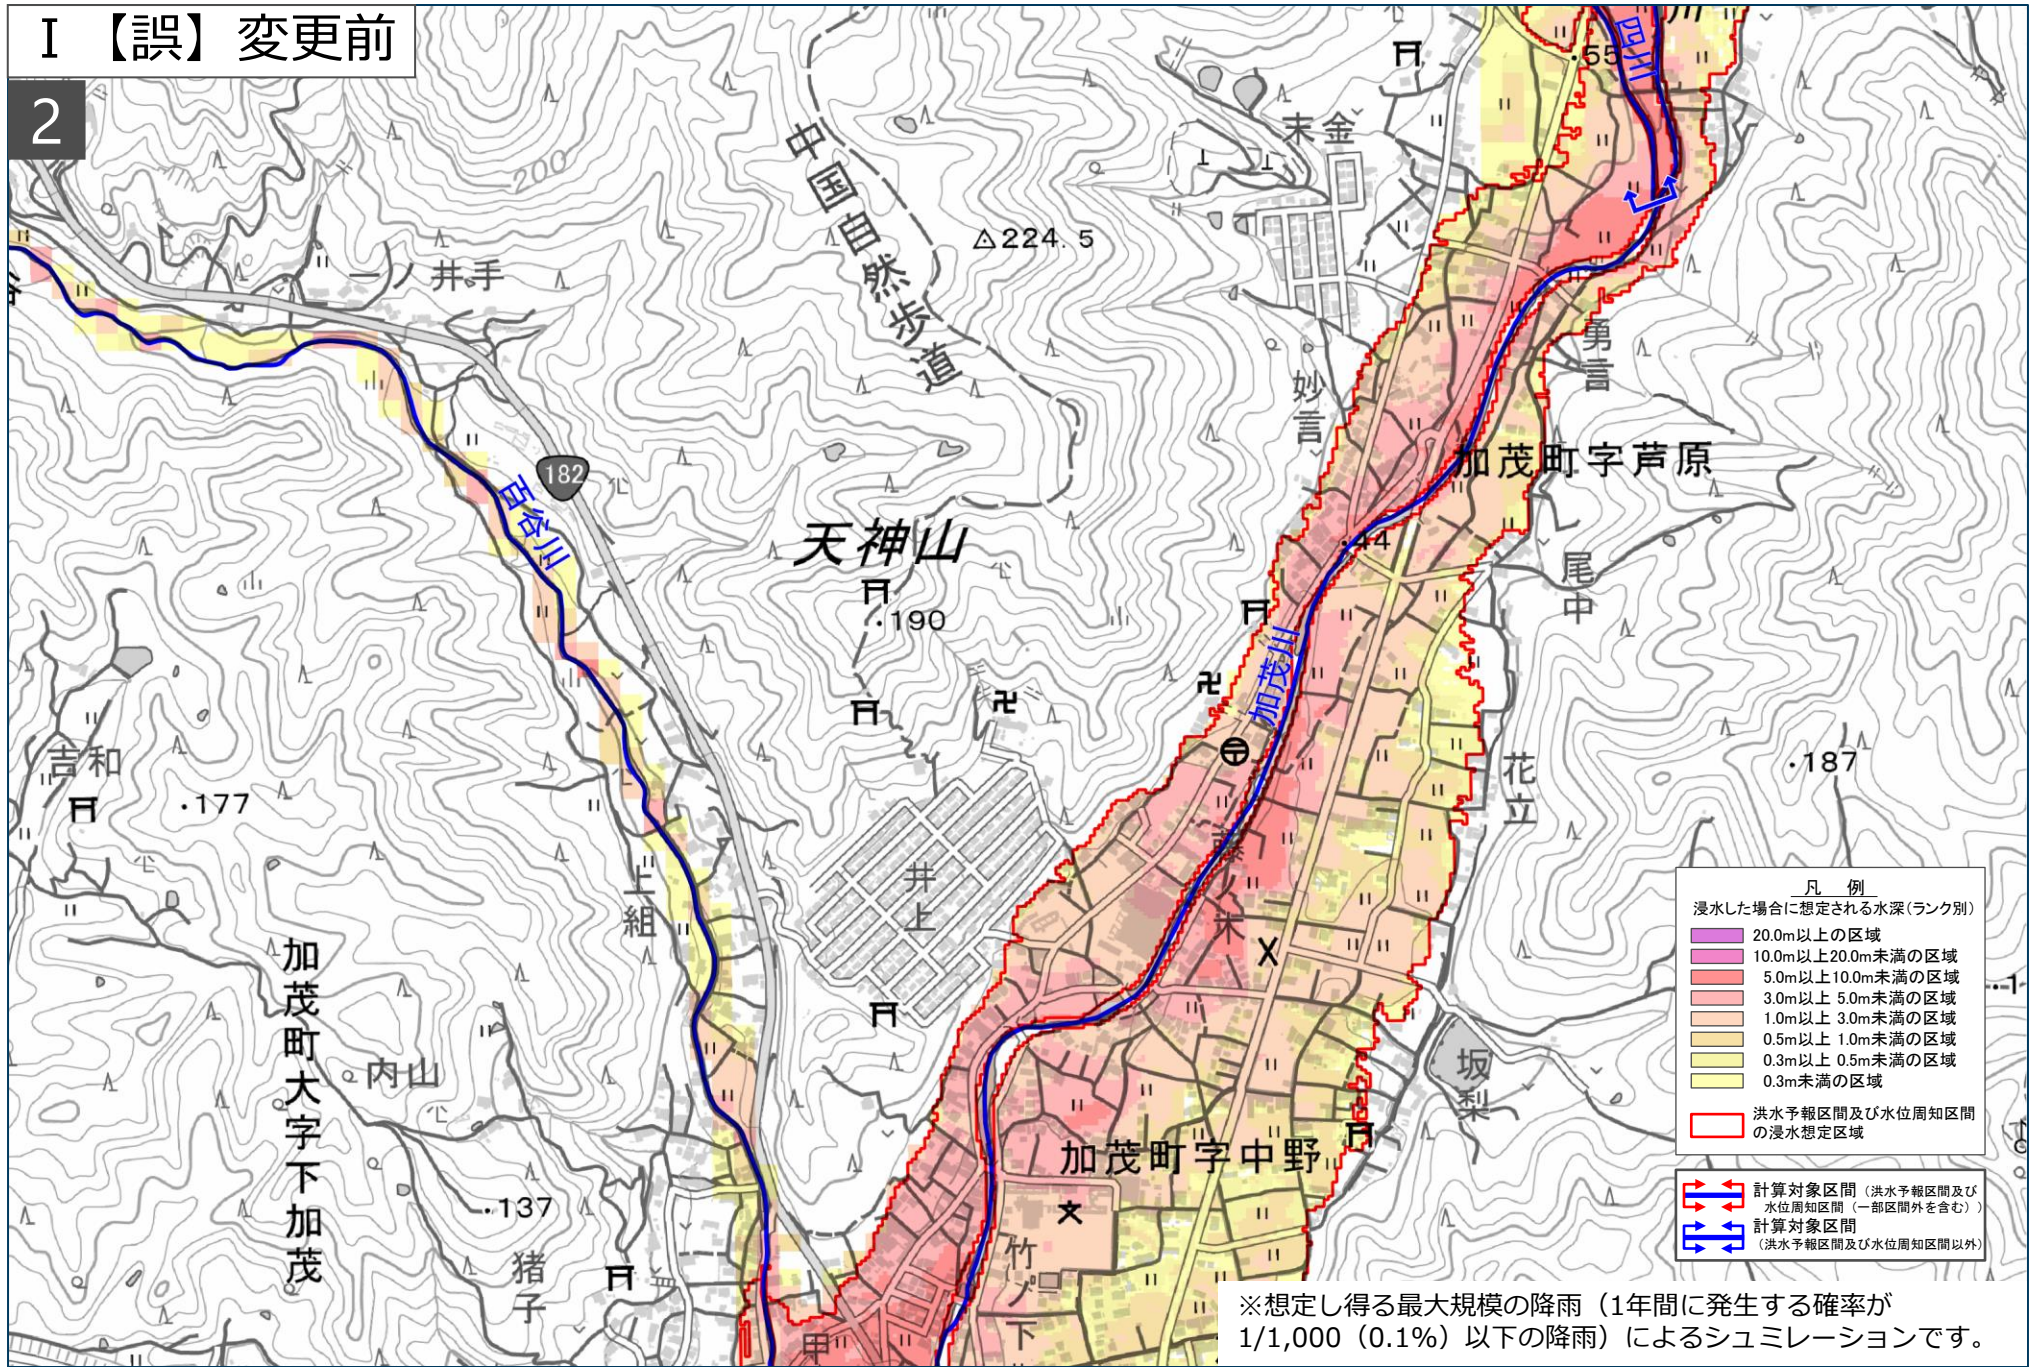 Ⅰ 【誤】変更前
2
四川
55
末金
200
中国自然歩道
224.5
一ノ井手
勇言
妙言
加茂町字芦原
182
百谷川
天神山
44
尾中
190
加茂川
吉和
187
花立
177
藤ノ木
井上
上組
加茂町大字下加茂
内山
坂梨
加茂町字中野
137
猪子
竹ノ下
甲
凡 例
浸水した場合に想定される水深(ランク別)
20.0m以上の区域
10.0m以上20.0m未満の区域
5.0m以上10.0m未満の区域
3.0m以上 5.0m未満の区域
1.0m以上 3.0m未満の区域
0.5m以上 1.0m未満の区域
0.3m以上 0.5m未満の区域
0.3m未満の区域
洪水予報区間及び水位周知区間
の浸水想定区域
計算対象区間（洪水予報区間及び
水位周知区間（一部区間外を含む））
計算対象区間
（洪水予報区間及び水位周知区間以外）
※想定し得る最大規模の降雨（1年間に発生する確率が
1/1,000（0.1%）以下の降雨）によるシュミレーションです。